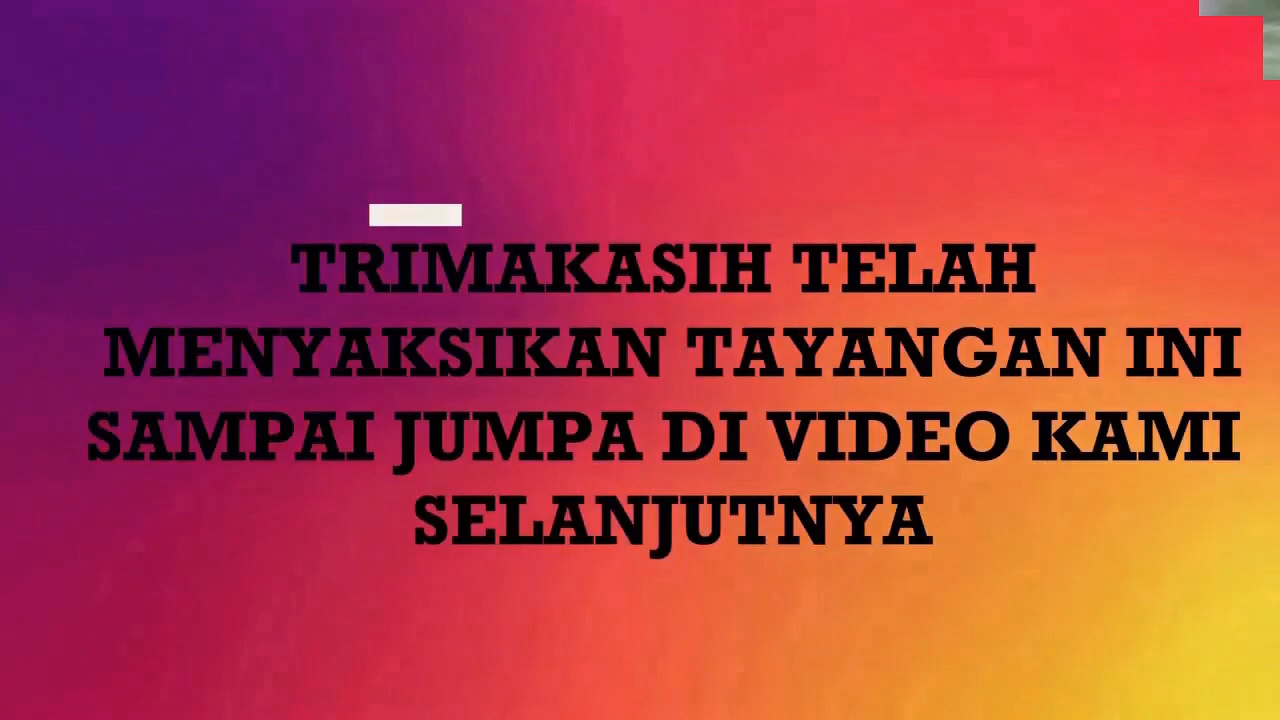 TRIMAKASIH TELAH
MENYAKSIKAN TAYANGAN INI
SAMPAI JUMPA DI VIDEO KAMI
SELANJUTNYA